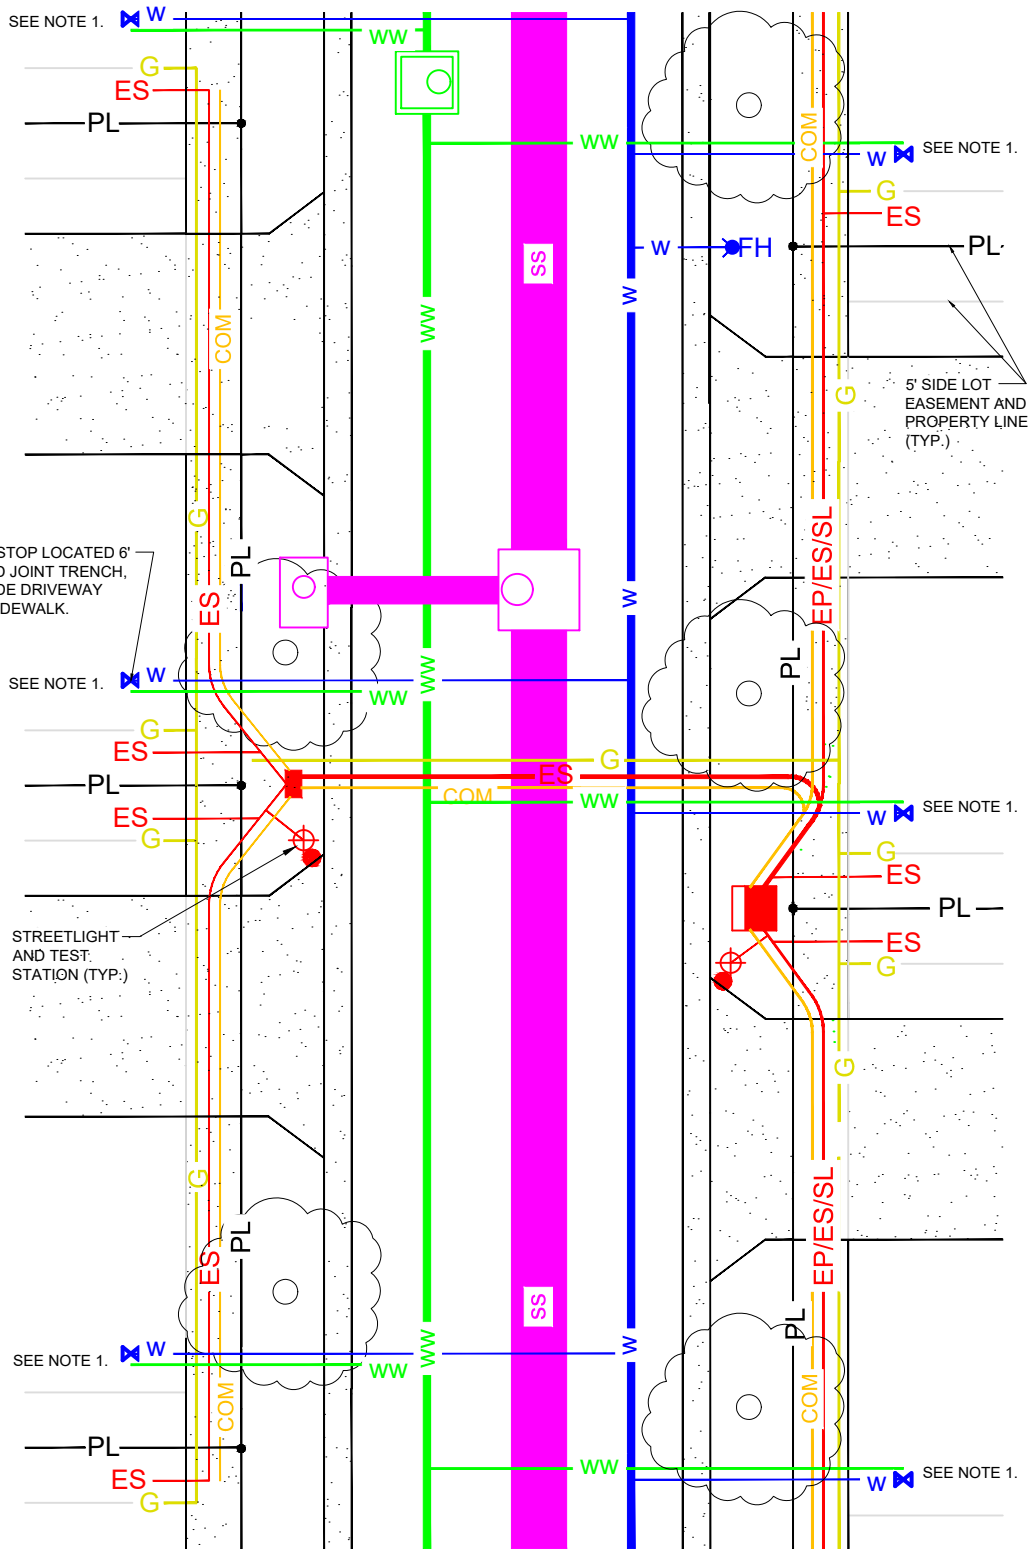 SEE NOTE 1.
W
WW
G
ES
PL
COM
WW
W
SEE NOTE 1.
G
ES
W
FH
PL
ss
W
WW
COM
5' SIDE LOT
EASEMENT AND
PROPERTY LINE
(TYP.)
G
G
EP/ES/SL
STOP LOCATED 6'
JOINT TRENCH,
DRIVEWAY
PL
ES
W
PL
SEE NOTE 1.
W
WW
WW
G
ES
G
ES
PL
COM
WW
SEE NOTE 1.
W
ES
G
G
ES
PL
ES
G
STREETLIGHT
AND TEST
STATION (TYP.)
G
G
EP/ES/SL
PL
ES
ss
PL
W
WW
SEE NOTE 1.
W
WW
COM
COM
PL
WW
ES
W
SEE NOTE 1.
G